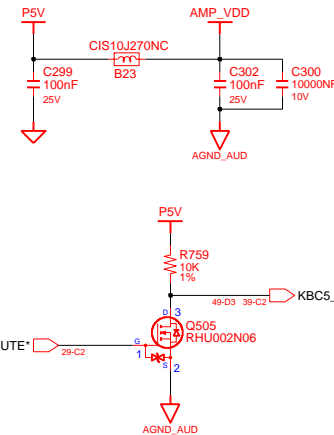 P5V AMP_VDD
CIS10J270NC
B23
C299
100nF
25V
C302
100nF
25V
C300
10000NF
10V
AGND_AUD
P5V
R759
10K
1%
49-D3 39-C2 KBC5_
D 3
Q505
RHU002N06
UTE* 29-C2
G
1
S
2
AGND_AUD